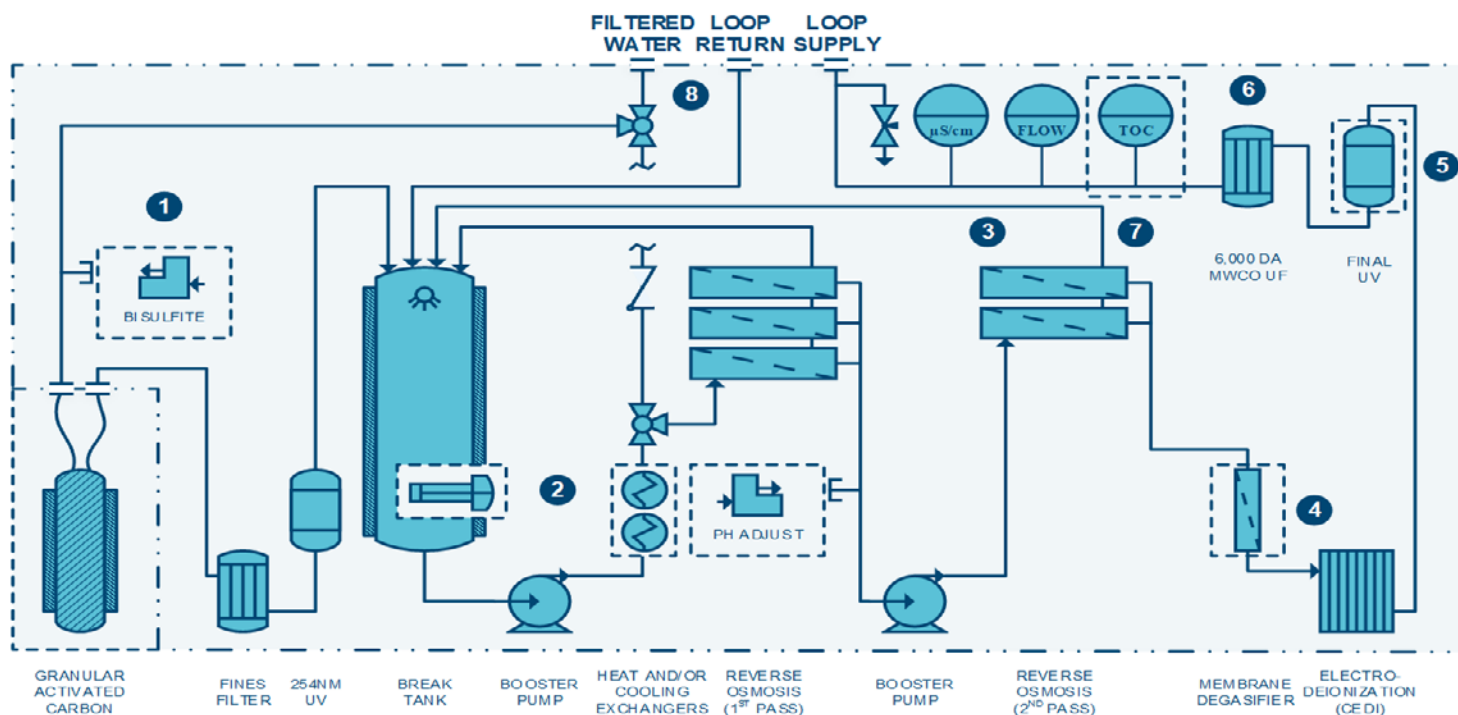 FILTERED WATER
LOOP RETURN
LOOP SUPPLY
8
6
µS/cm
FLOW
TOC
5
1
3
7
6,000 DA
MWCO UF
FINAL
UV
BISULFITE
2
PH ADJUST
4
GRANULAR
ACTIVATED
CARBON
FINES
FILTER
254NM
UV
BREAK
TANK
BOOSTER
PUMP
HEAT AND/OR
COOLING
EXCHANGERS
REVERSE
OSMOSIS
(1ST PASS)
BOOSTER
PUMP
REVERSE
OSMOSIS
(2ND PASS)
MEMBRANE
DEGASIFIER
ELECTRO-
DEIONIZATION
(CEDI)